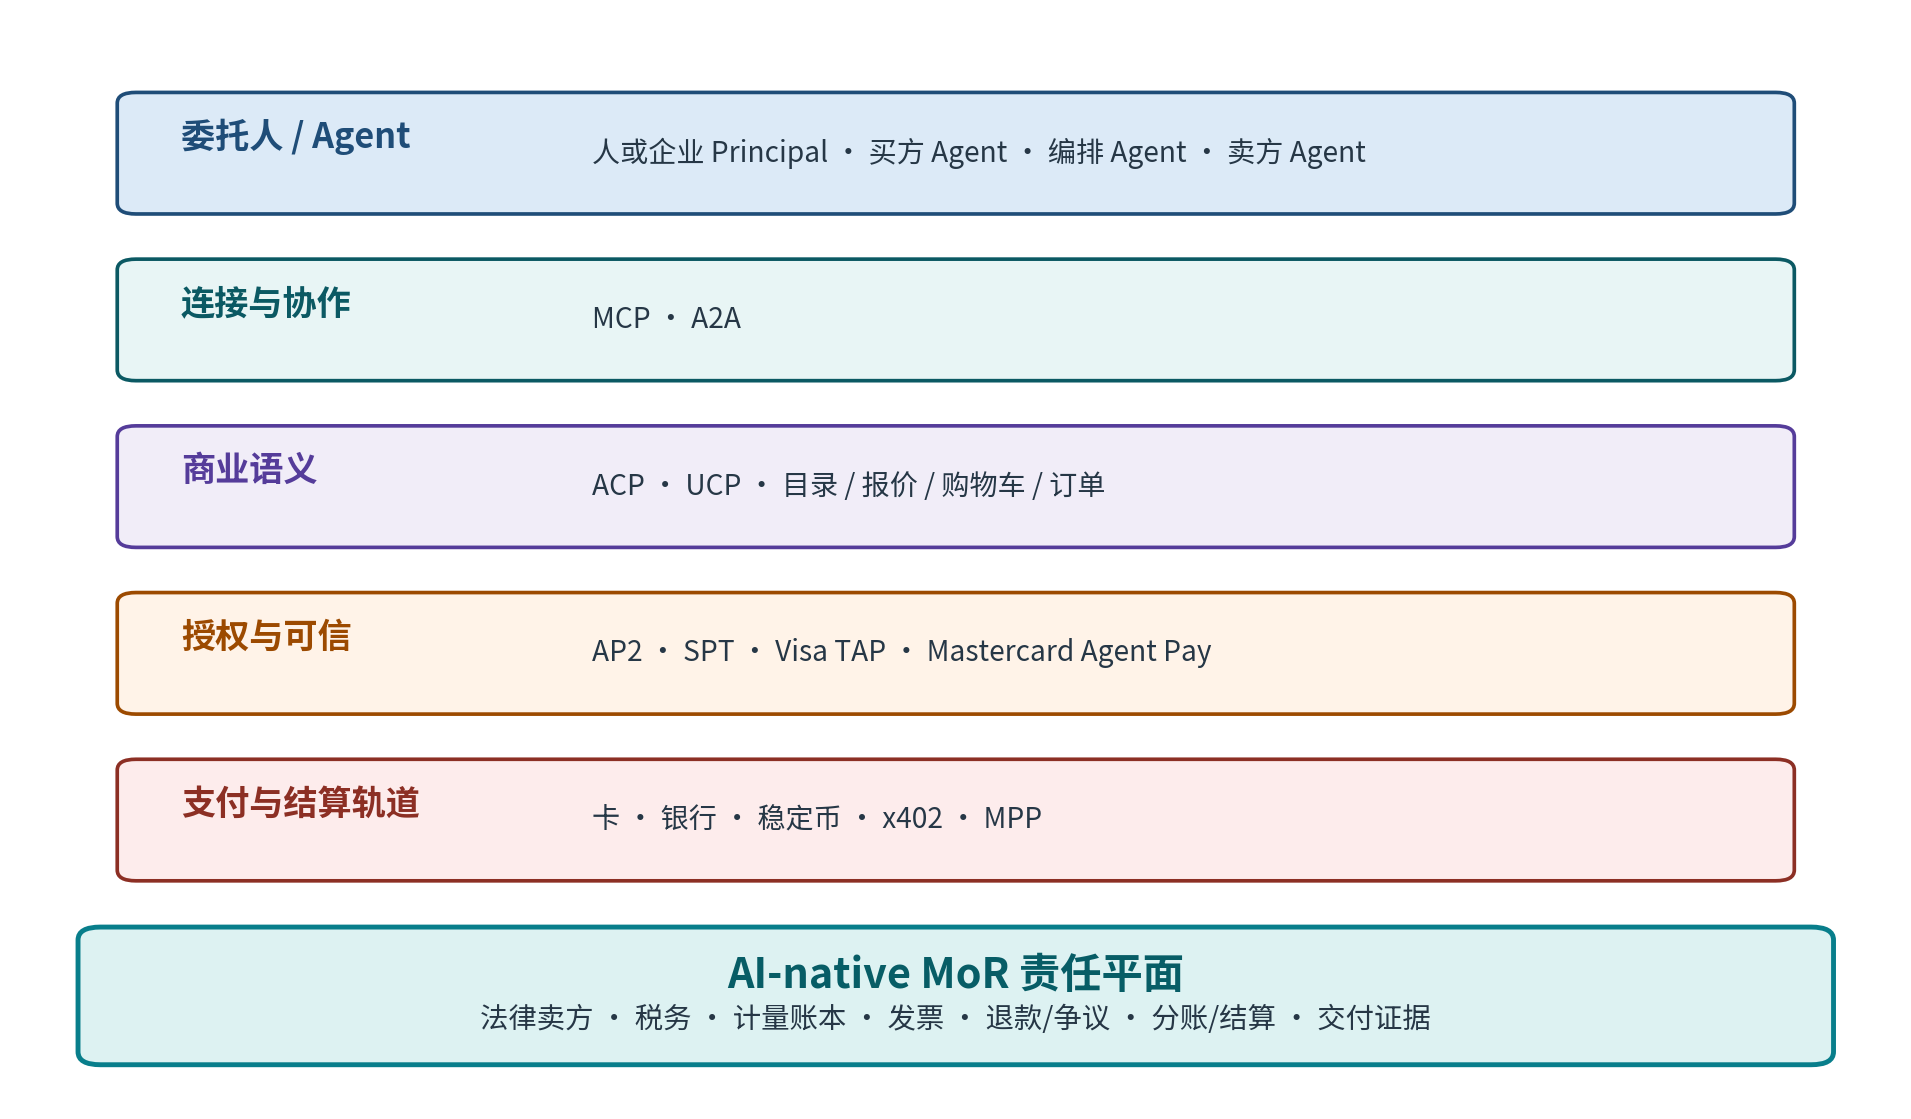 委托人 / Agent
人或企业 Principal • 买方 Agent • 编排 Agent • 卖方 Agent
连接与协作
MCP • A2A
商业语义
ACP • UCP • 目录 / 报价 / 购物车 / 订单
授权与可信
AP2 • SPT • Visa TAP • Mastercard Agent Pay
支付与结算轨道
卡 • 银行 • 稳定币 • x402 • MPP
AI-native MoR 责任平面
法律卖方 • 税务 • 计量账本 • 发票 • 退款/争议 • 分账/结算 • 交付证据